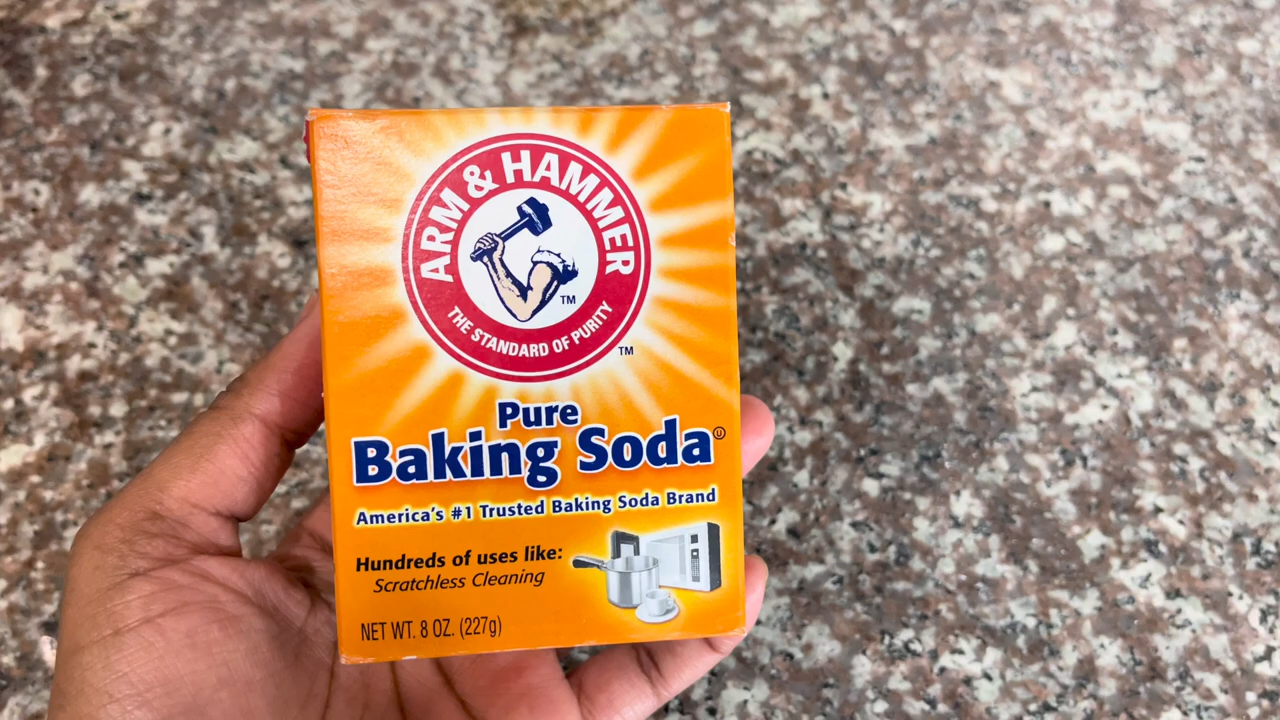 ARM & HAMMER
THE STANDARD OF PURITY
TM
TM
Pure
Baking Soda Ⓤ
America's #1 Trusted Baking Soda Brand
Hundreds of uses like:
Scratchless Cleaning
NET WT. 8 OZ. (227g)